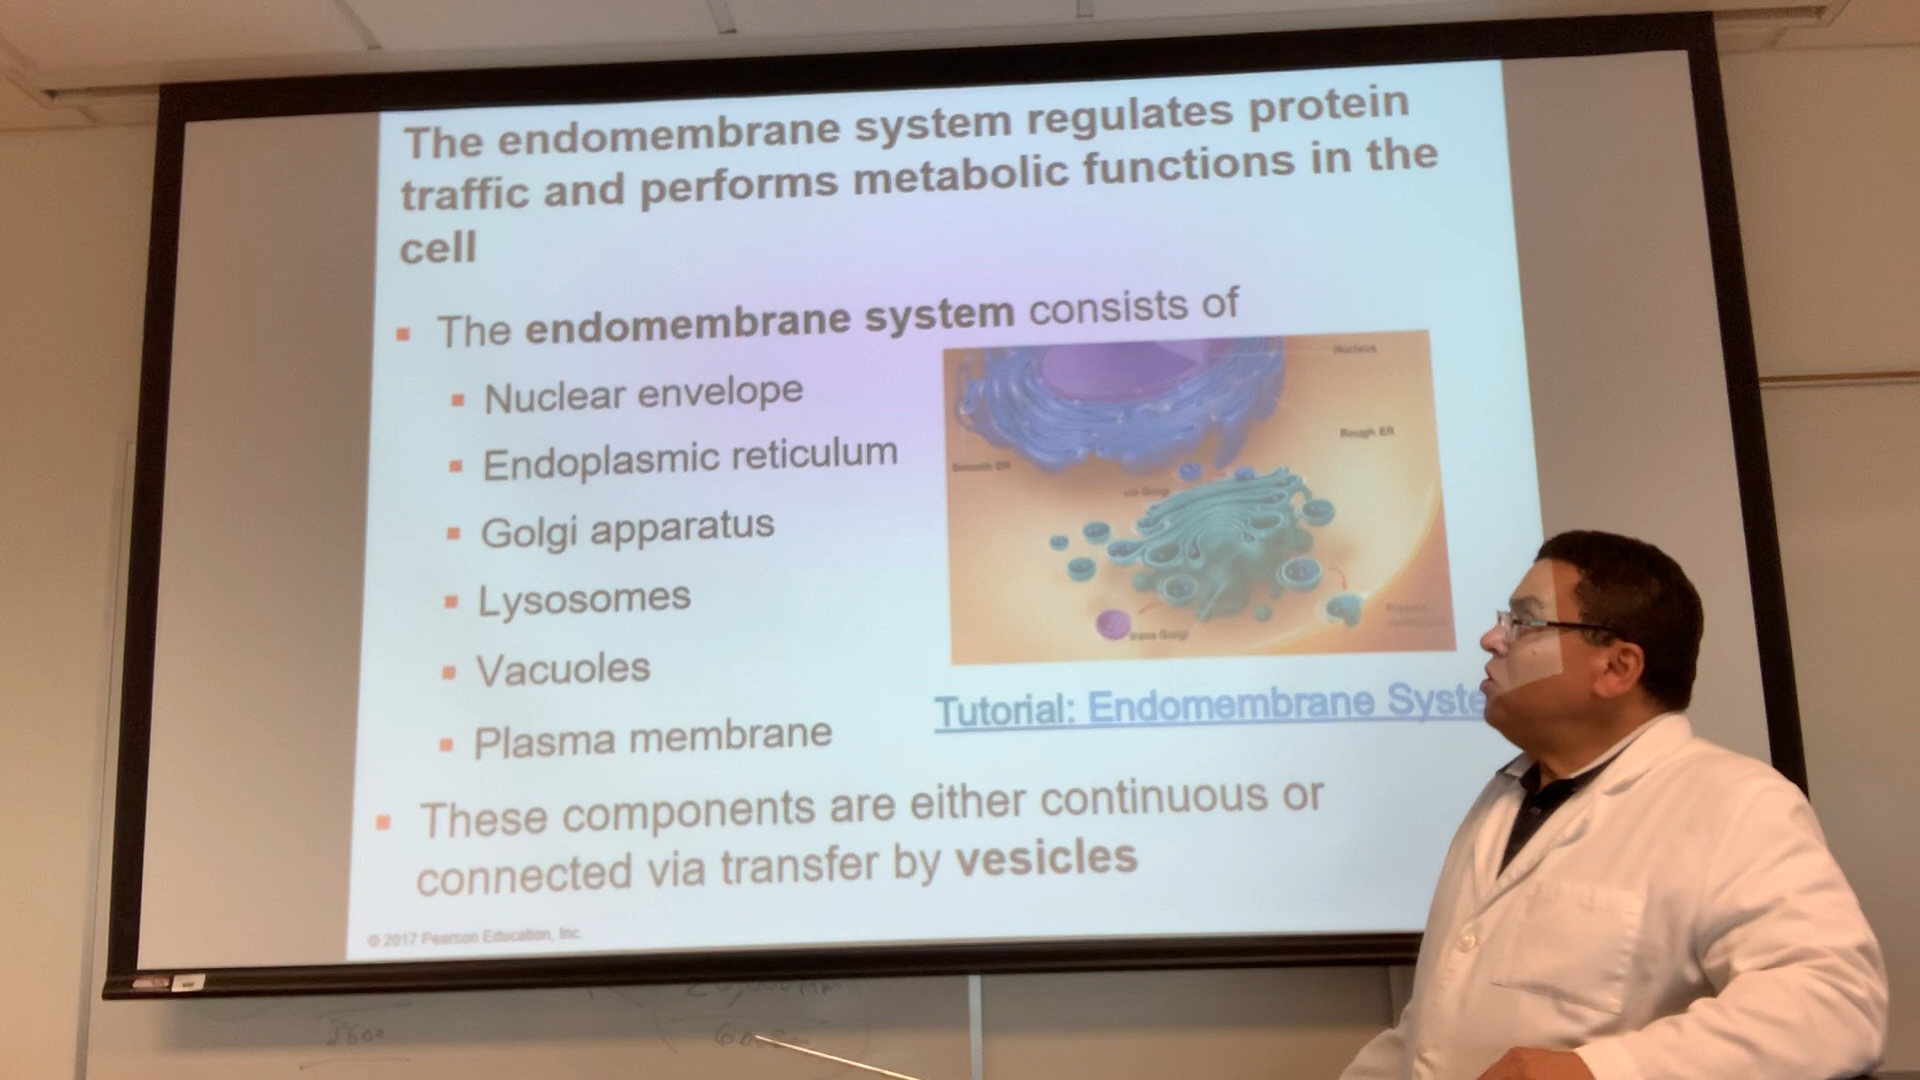 The endomembrane system regulates protein
traffic and performs metabolic functions in the
cell
▪ The endomembrane system consists of
▪ Nuclear envelope
▪ Endoplasmic reticulum
▪ Golgi apparatus
▪ Lysosomes
▪ Vacuoles
▪ Plasma membrane
Nucleus
Rough ER
Smooth ER
cis Golgi
trans Golgi
Plasma
Tutorial: Endomembrane Syste
▪ These components are either continuous or
connected via transfer by vesicles
© 2017 Pearson Education, Inc.